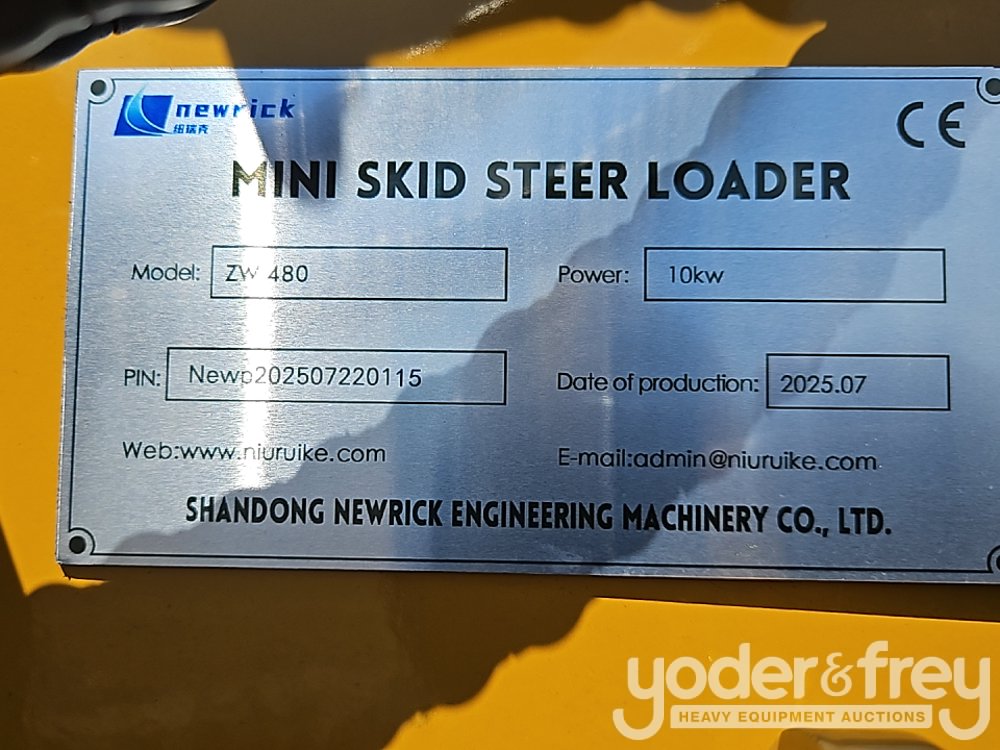 newrick
纽瑞克
CE
MINI SKID STEER LOADER
Model: ZW 480
Power: 10kw
PIN: Newp202507220115
Date of production: 2025.07
Web:www.niuruike.com
E-mail:admin@niuruike.com
SHANDONG NEWRICK ENGINEERING MACHINERY CO., LTD.
yoder&frey
HEAVY EQUIPMENT AUCTIONS